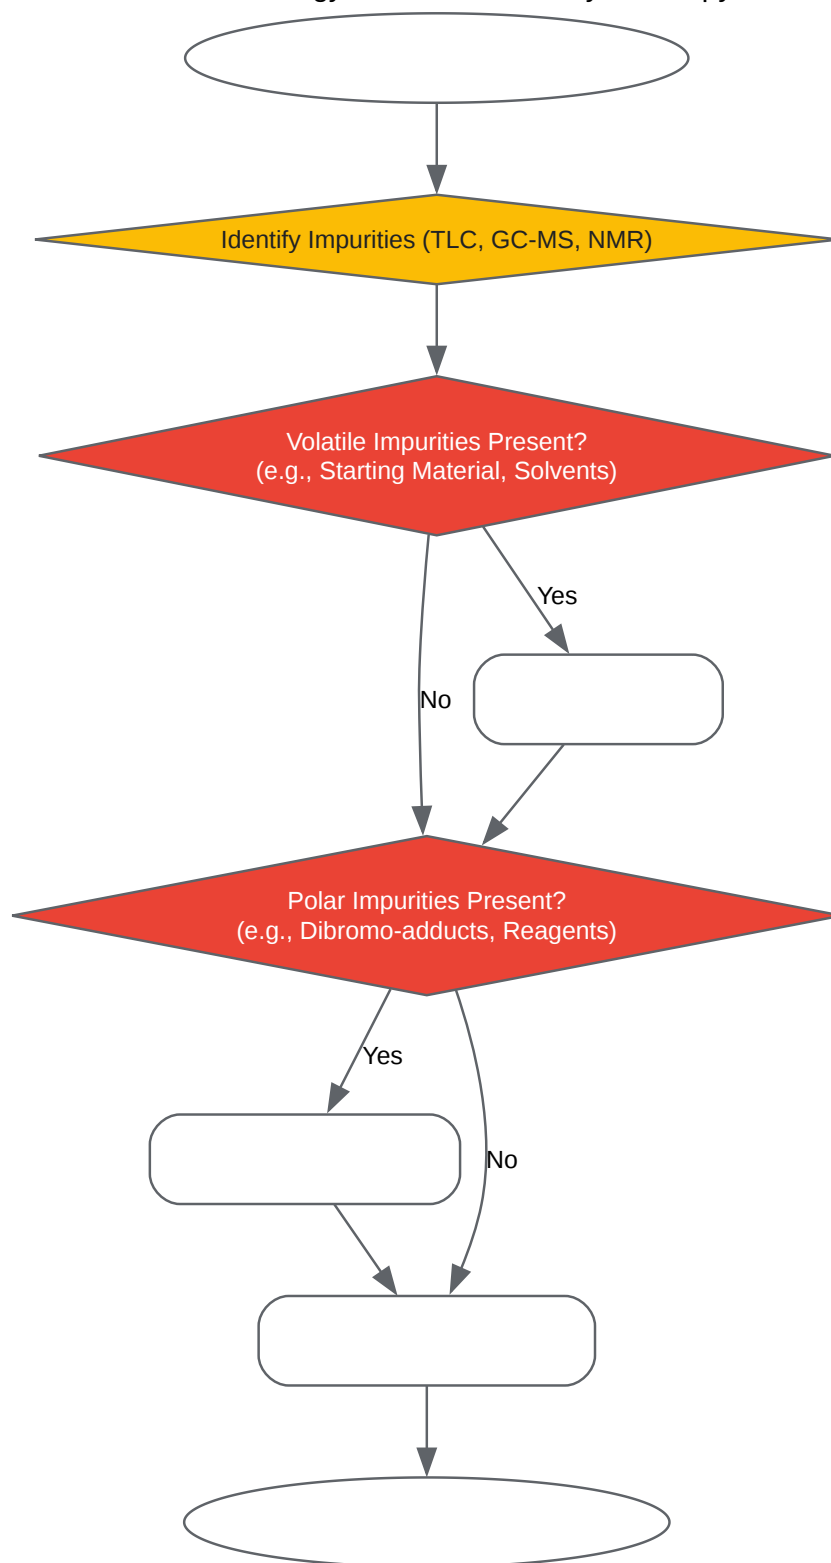 Identify Impurities (TLC, GC-MS, NMR)
Volatile Impurities Present?
(e.g., Starting Material, Solvents)
Yes
No
Polar Impurities Present?
(e.g., Dibromo-adducts, Reagents)
Yes
No